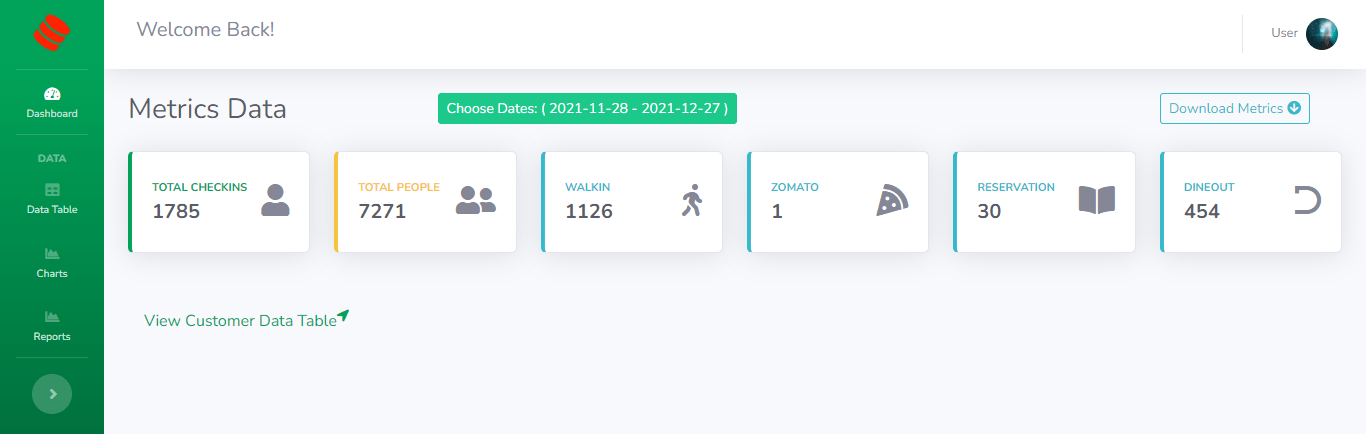 Welcome Back!
User
Dashboard
DATA
Data Table
Charts
Reports
Metrics Data
Choose Dates: ( 2021-11-28 - 2021-12-27 )
Download Metrics
TOTAL CHECKINS
1785
TOTAL PEOPLE
7271
WALKIN
1126
ZOMATO
1
RESERVATION
30
DINEOUT
454
View Customer Data Table